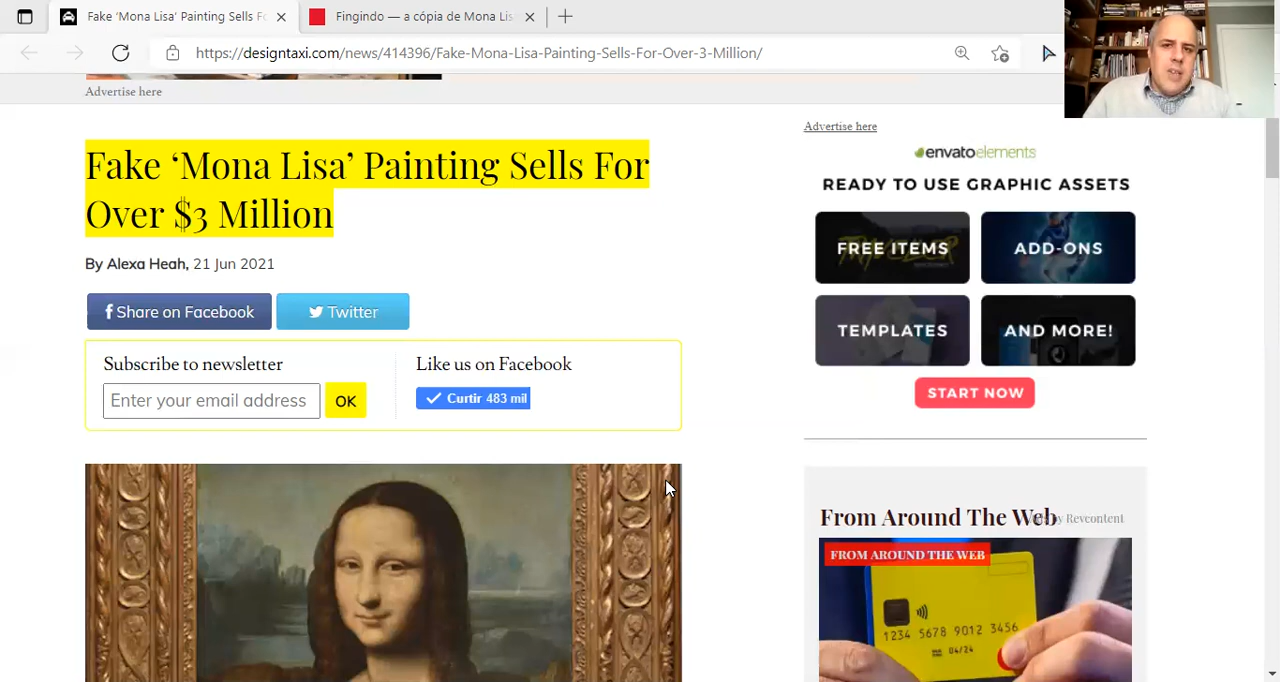 Fake ‘Mona Lisa’ Painting Sells Fo
Fingindo — a cópia de Mona Lis
https://designtaxi.com/news/414396/Fake-Mona-Lisa-Painting-Sells-For-Over-3-Million/
Advertise here
Fake ‘Mona Lisa’ Painting Sells For
Over $3 Million
By Alexa Heah, 21 Jun 2021
Share on Facebook
Twitter
Subscribe to newsletter
Enter your email address
OK
Like us on Facebook
Curtir 483 mil
Advertise here
envatoelements
READY TO USE GRAPHIC ASSETS
FREE ITEMS
ADD-ONS
TEMPLATES
AND MORE!
START NOW
From Around The Web
by Revcontent
FROM AROUND THE WEB
1234 5678 9012 3456
04/24